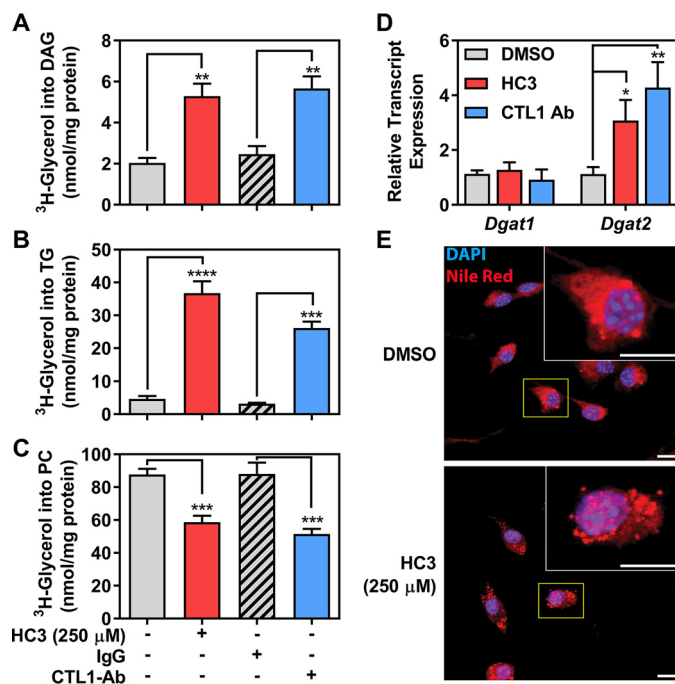 A
³H-Glycerol into DAG
(nmol/mg protein)
8
6
4
2
0
**
**
B
³H-Glycerol into TG
(nmol/mg protein)
50
40
30
20
10
0
****
***
C
³H-Glycerol into PC
(nmol/mg protein)
100
80
60
40
20
0
***
***
HC3 (250 μM) - + - -
IgG - - + -
CTL1-Ab - - - +
D
Relative Transcript
Expression
6
4
2
0
DMSO
HC3
CTL1 Ab
*
**
Dgat1 Dgat2
E
DAPI
Nile Red
DMSO
HC3
(250 μM)